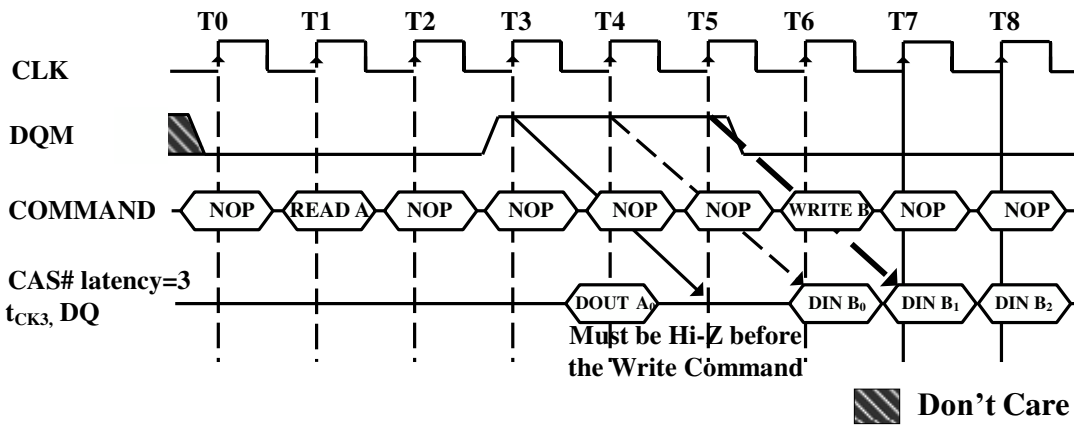 T0 T1 T2 T3 T4 T5 T6 T7 T8
CLK
DQM
COMMAND NOP READ A NOP NOP NOP NOP WRITE B NOP NOP
CAS# latency=3
tCK3, DQ DOUT A0 DIN B0 DIN B1 DIN B2
Must be Hi-Z before
the Write Command
Don't Care